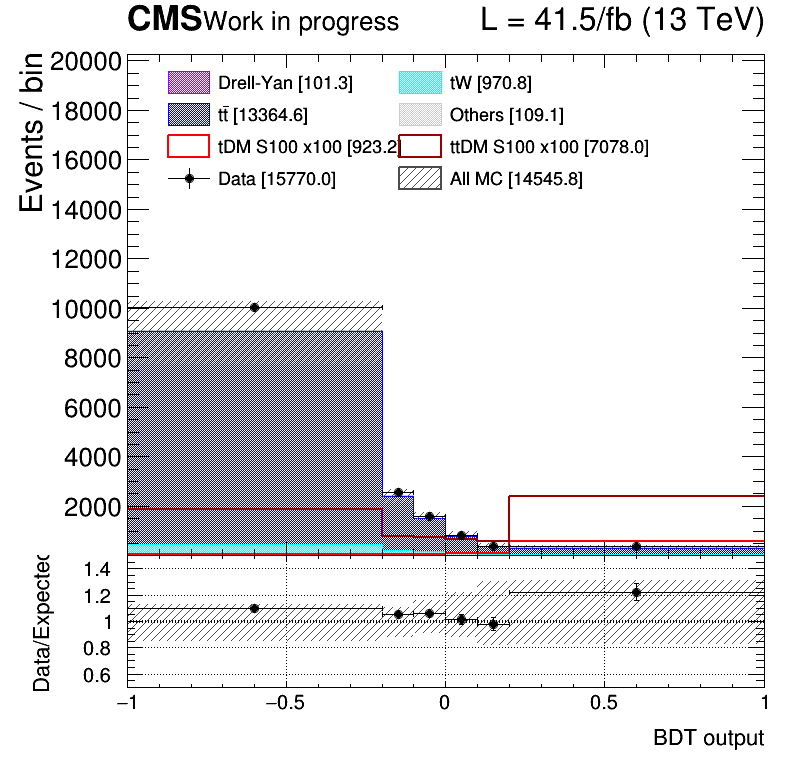 CMS Work in progress L = 41.5/fb (13 TeV)
Events / bin
20000
18000
16000
14000
12000
10000
8000
6000
4000
2000
Drell-Yan [101.3] tW [970.8]
tt̄ [13364.6] Others [109.1]
tDM S100 x100 [923.2] ttDM S100 x100 [7078.0]
Data [15770.0] All MC [14545.8]
Data/Expected
1.4
1.2
1
0.8
0.6
−1 −0.5 0 0.5 1
BDT output